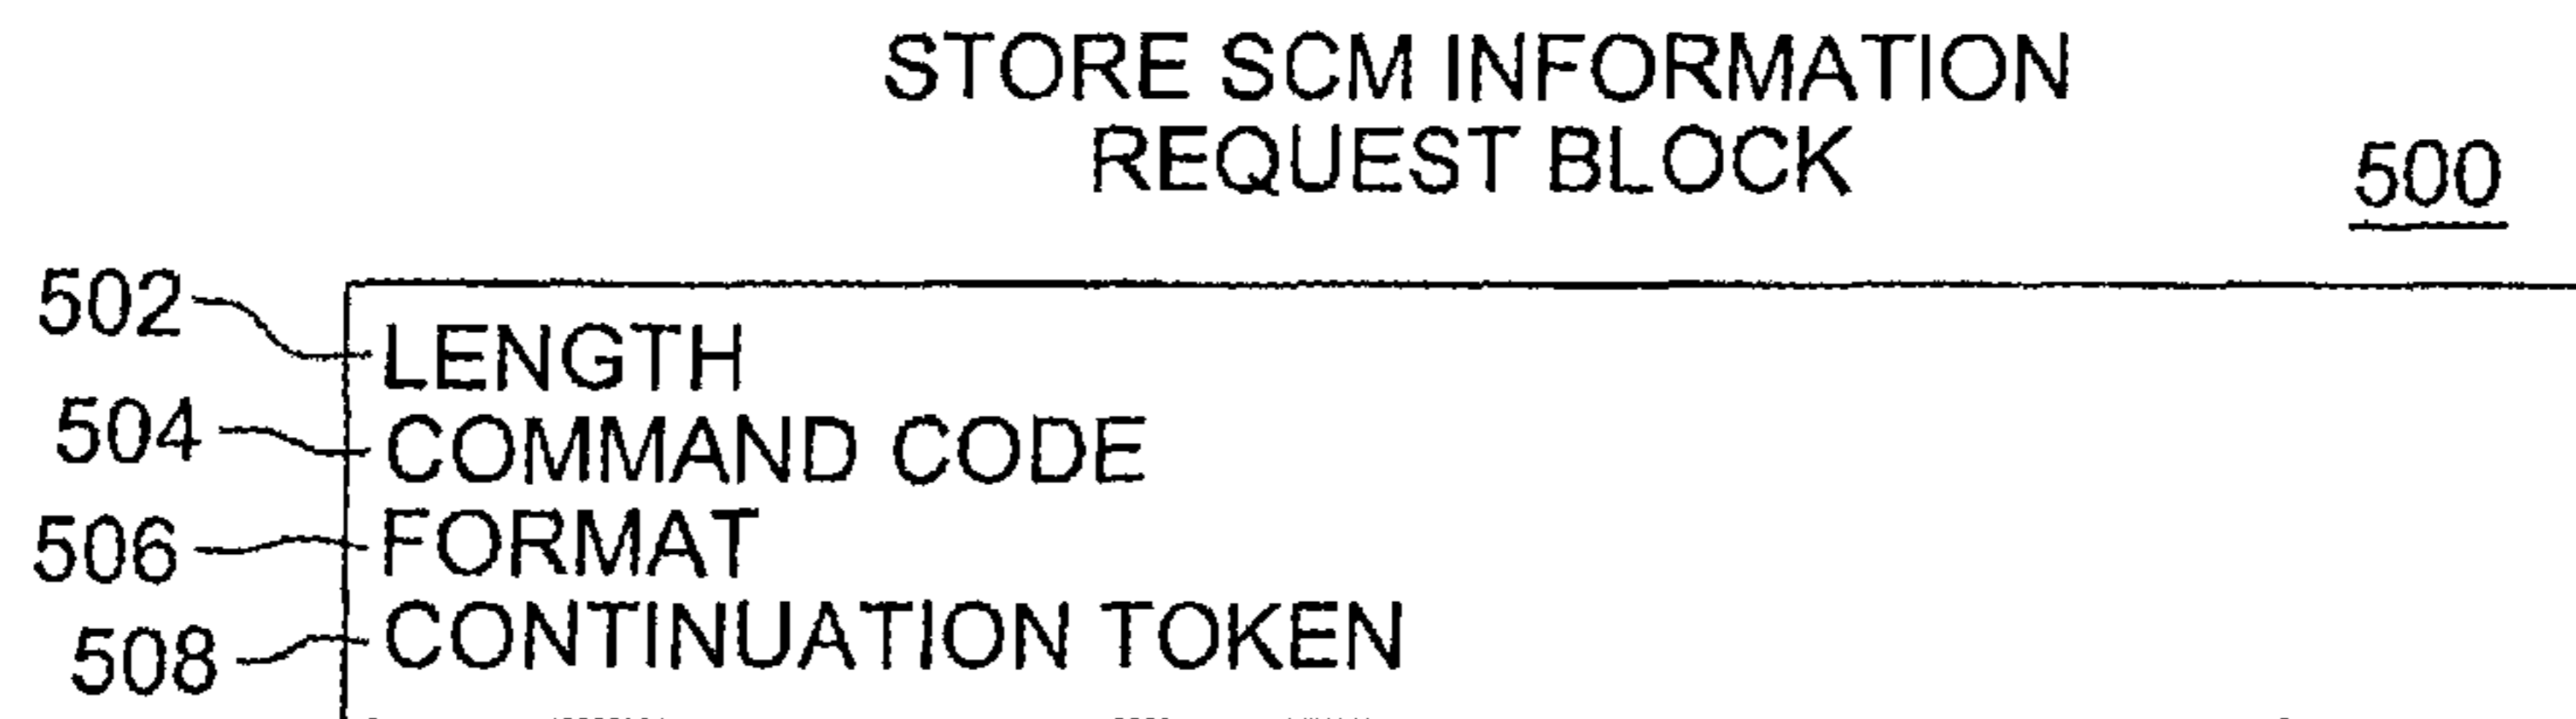 STORE SCM INFORMATION
REQUEST BLOCK
500
502 LENGTH
504 COMMAND CODE
506 FORMAT
508 CONTINUATION TOKEN